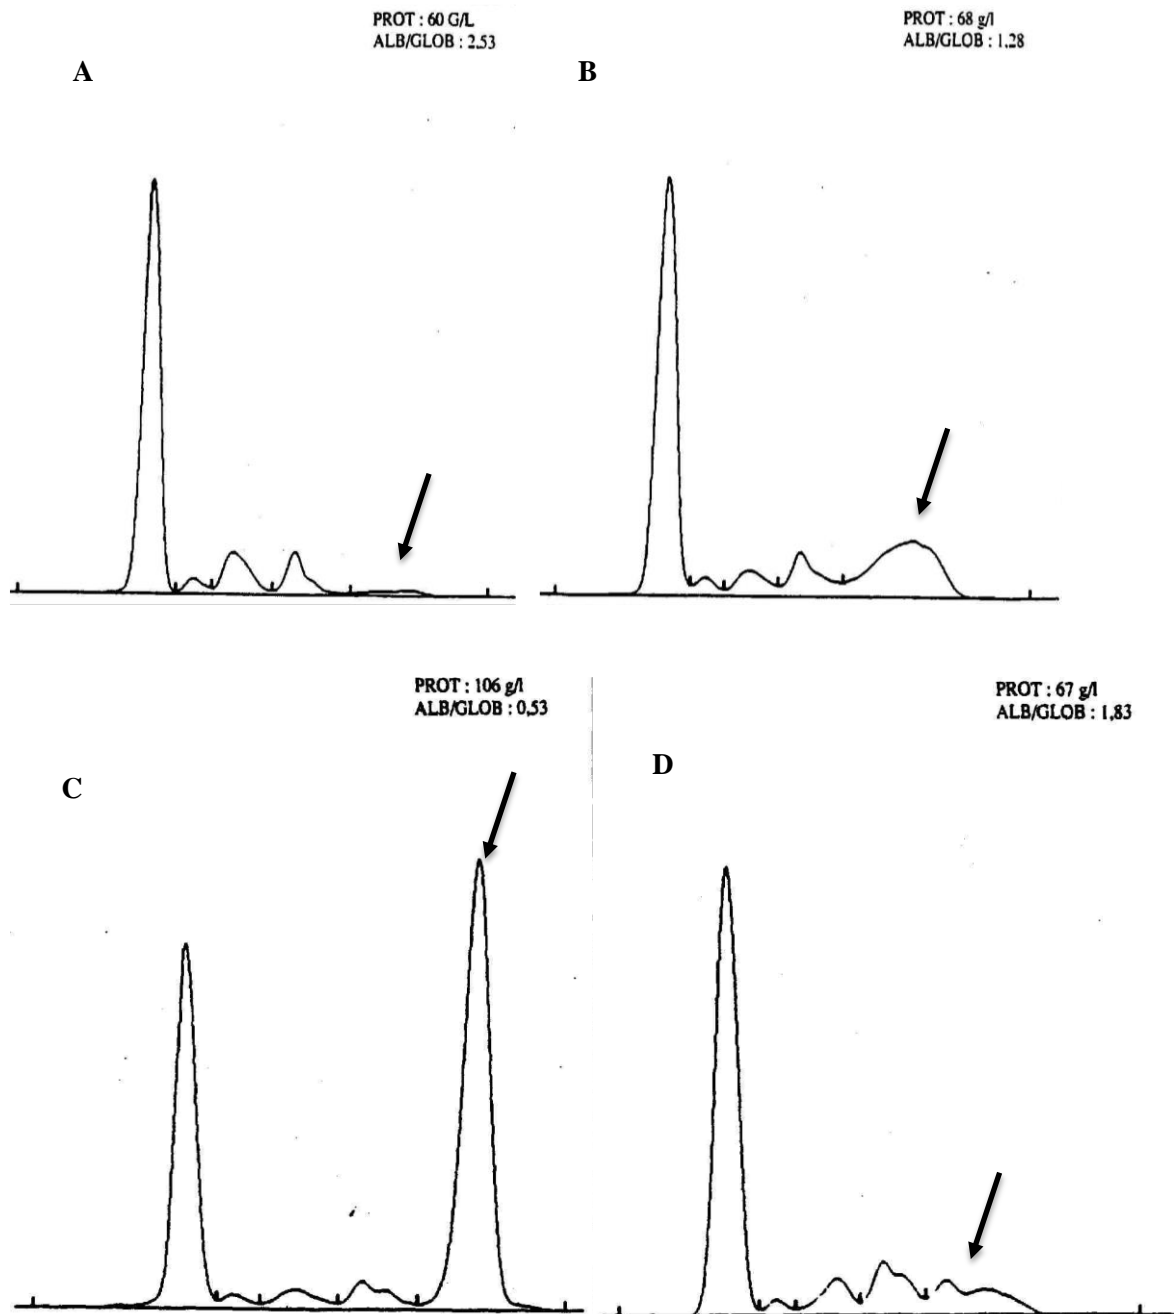 PROT : 60 G/L
ALB/GLOB : 2.53
A
PROT : 68 g/l
ALB/GLOB : 1.28
B
PROT : 106 g/l
ALB/GLOB : 0,53
C
PROT : 67 g/l
ALB/GLOB : 1,83
D